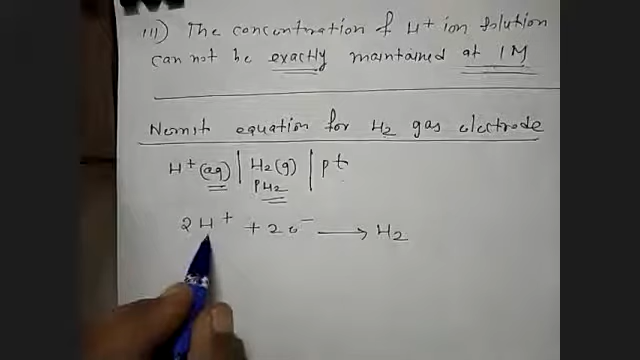 III) The concentration of H+ ion solution
can not be exactly maintained at 1M
Nernst equation for H2 gas electrode
H+(aq) | H2(g) | pt
PH2
2H+ + 2e- → H2